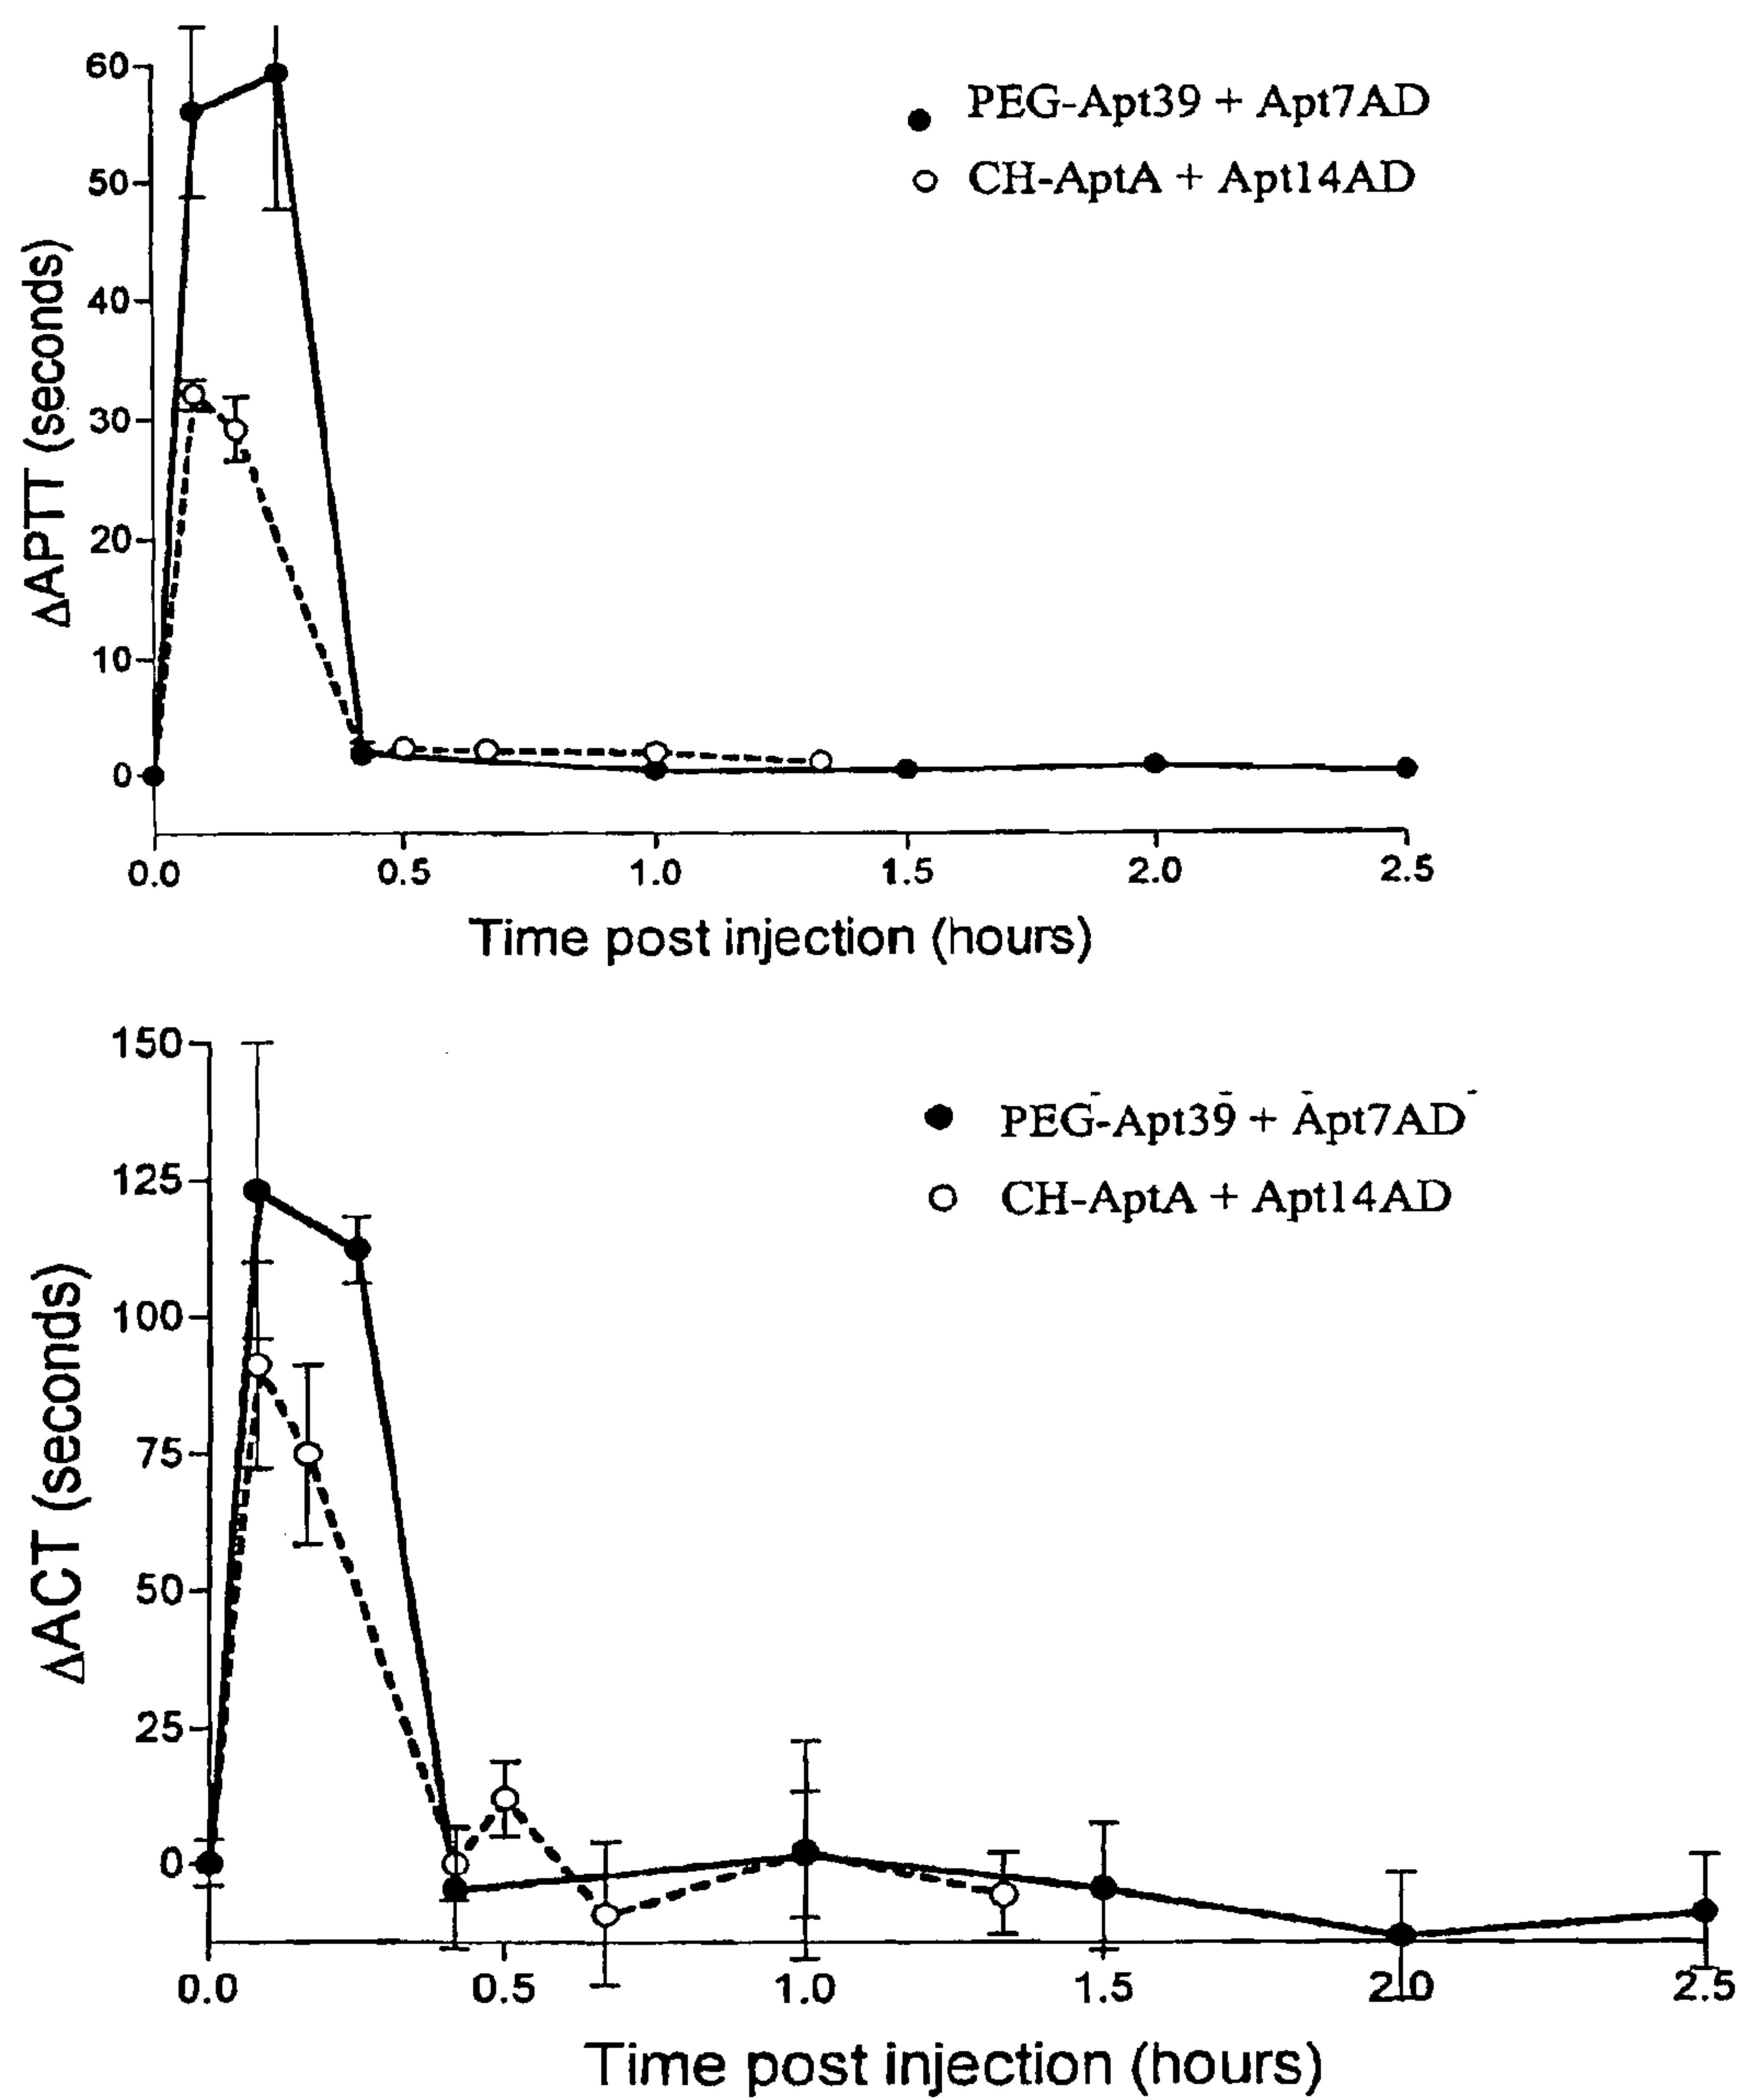 60
50
40
30
20
10
0
ΔAPTT (seconds)
PEG-Apt39 + Apt7AD
CH-AptA + Apt14AD
0.0 0.5 1.0 1.5 2.0 2.5
Time post injection (hours)
150
125
100
75
50
25
0
ΔACT (seconds)
PEG-Apt39 + Apt7AD
CH-AptA + Apt14AD
0.0 0.5 1.0 1.5 2.0 2.5
Time post injection (hours)